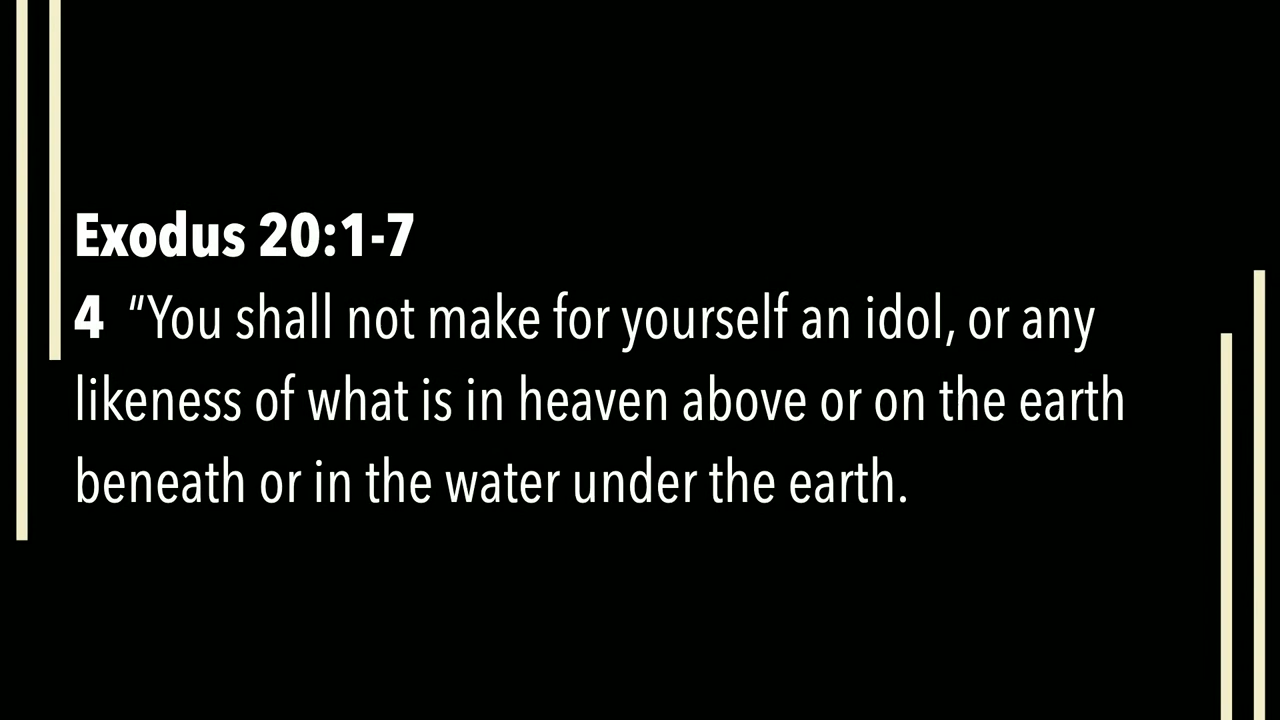 Exodus 20:1-7
4 “You shall not make for yourself an idol, or any
likeness of what is in heaven above or on the earth
beneath or in the water under the earth.